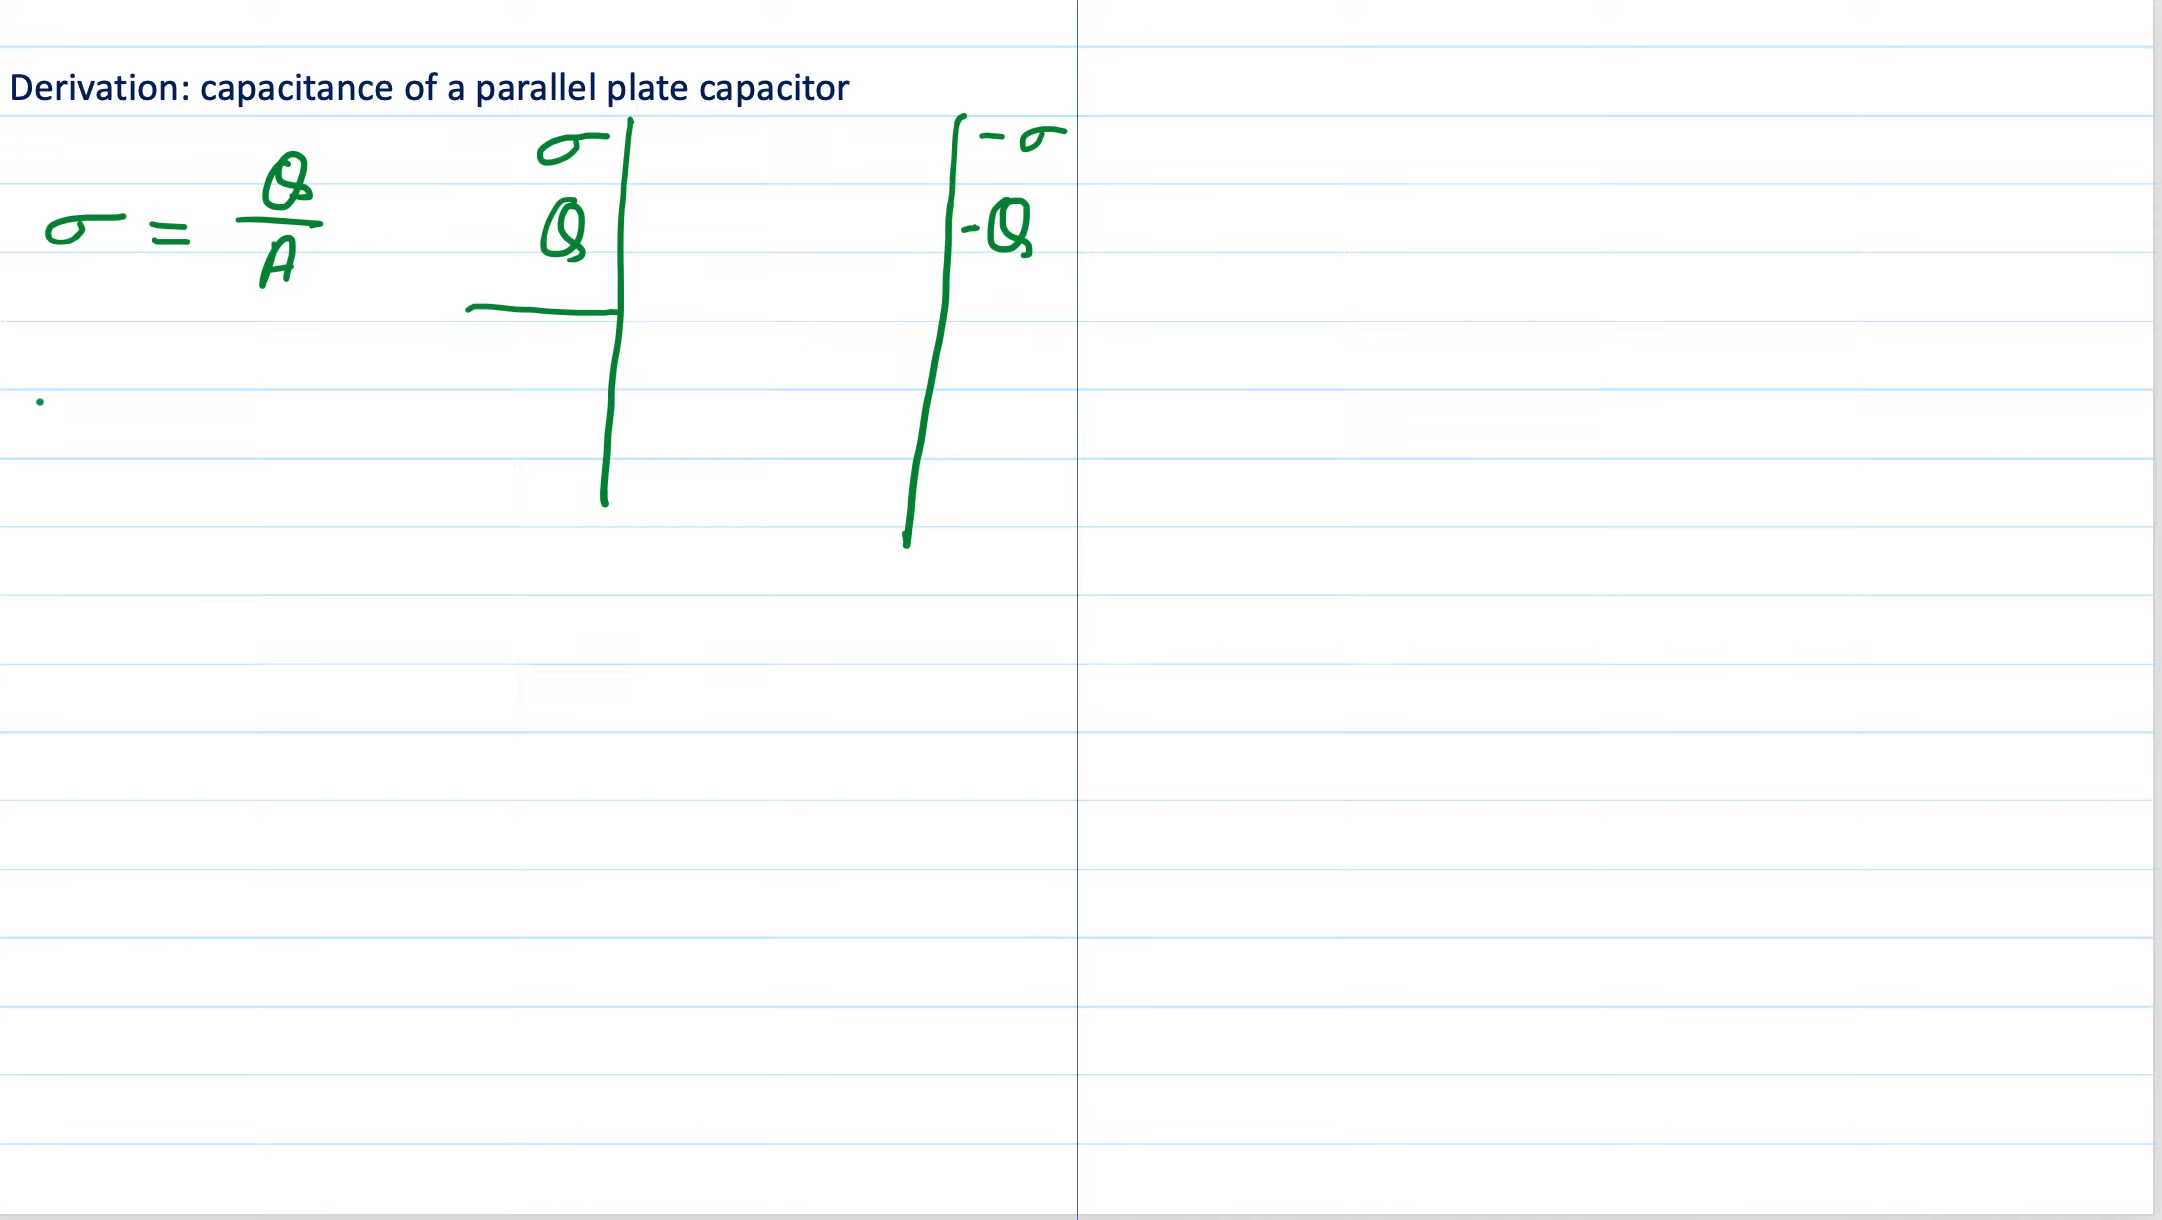 Derivation: capacitance of a parallel plate capacitor
σ = Q/A
σ
Q
-σ
-Q